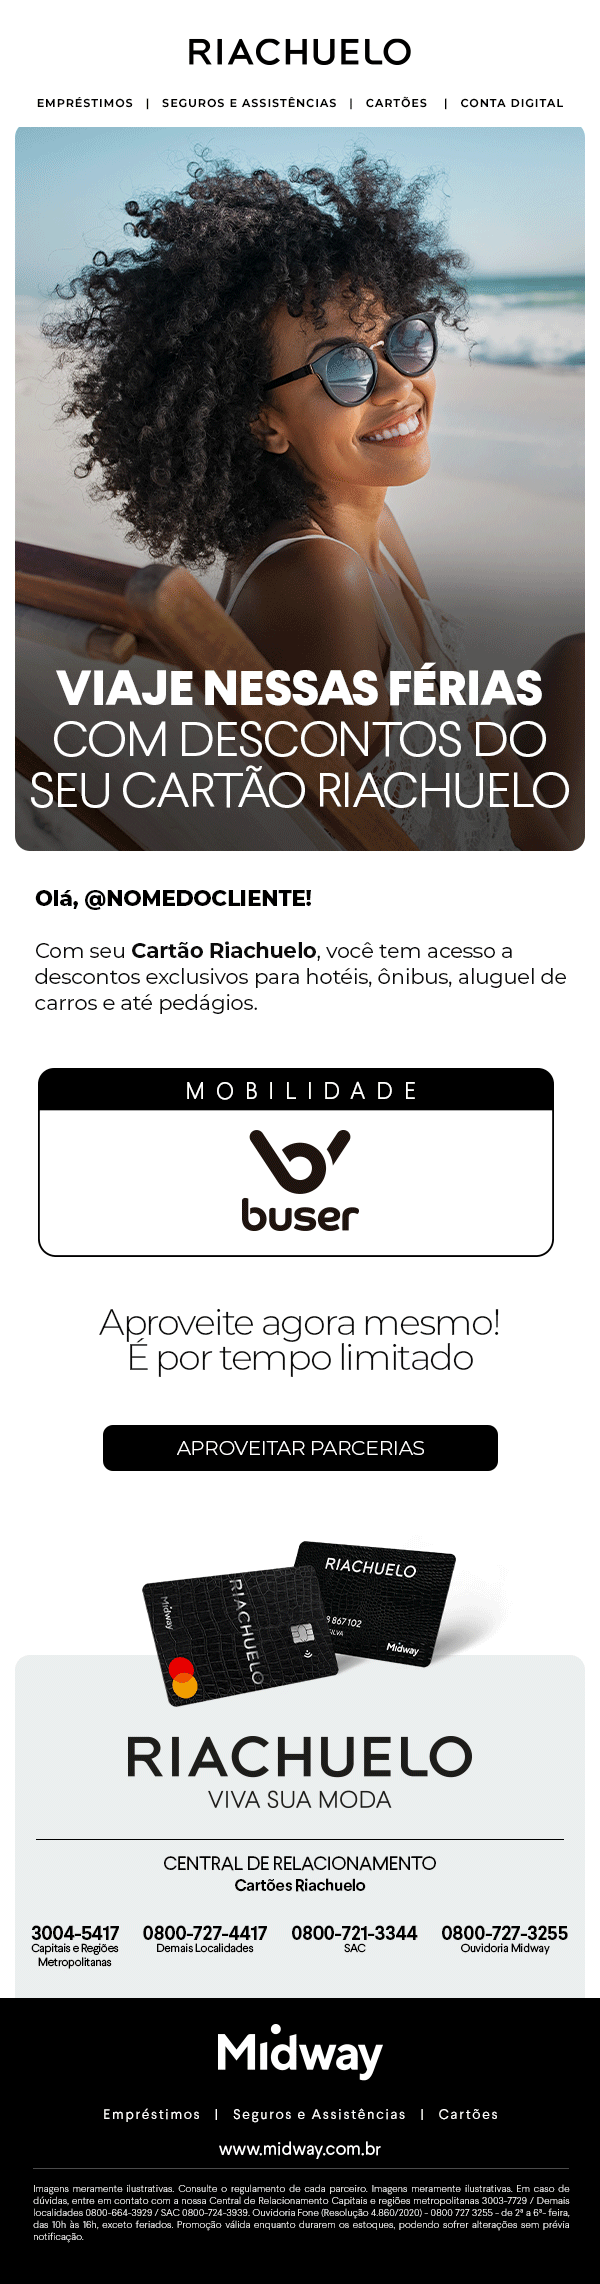 RIACHUELO
EMPRÉSTIMOS | SEGUROS E ASSISTÊNCIAS | CARTÕES | CONTA DIGITAL
VIAJE NESSAS FÉRIAS
COM DESCONTOS DO
SEU CARTÃO RIACHUELO
Olá, @NOMEDOCLIENTE!
Com seu Cartão Riachuelo, você tem acesso a
descontos exclusivos para hotéis, ônibus, aluguel de
carros e até pedágios.
MOBILIDADE
buser
Aproveite agora mesmo!
É por tempo limitado
APROVEITAR PARCERIAS
RIACHUELO
8 867 102
SILVA
Midway
Midway
RIACHUELO
RIACHUELO
VIVA SUA MODA
CENTRAL DE RELACIONAMENTO
Cartões Riachuelo
3004-5417 0800-727-4417 0800-721-3344 0800-727-3255
Capitais e Regiões Demais Localidades SAC Ouvidoria Midway
Metropolitanas
Midway
Empréstimos | Seguros e Assistências | Cartões
www.midway.com.br
Imagens meramente ilustrativas. Consulte o regulamento de cada parceiro. Imagens meramente ilustrativas. Em caso de
dúvidas, entre em contato com a nossa Central de Relacionamento Capitais e regiões metropolitanas 3003-7729 / Demais
localidades 0800-664-3929 / SAC 0800-724-3939. Ouvidoria Fone (Resolução 4.860/2020) - 0800 727 3255 - de 2ª a 6ª- feira,
das 10h às 16h, exceto feriados. Promoção válida enquanto durarem os estoques, podendo sofrer alterações sem prévia
notificação.